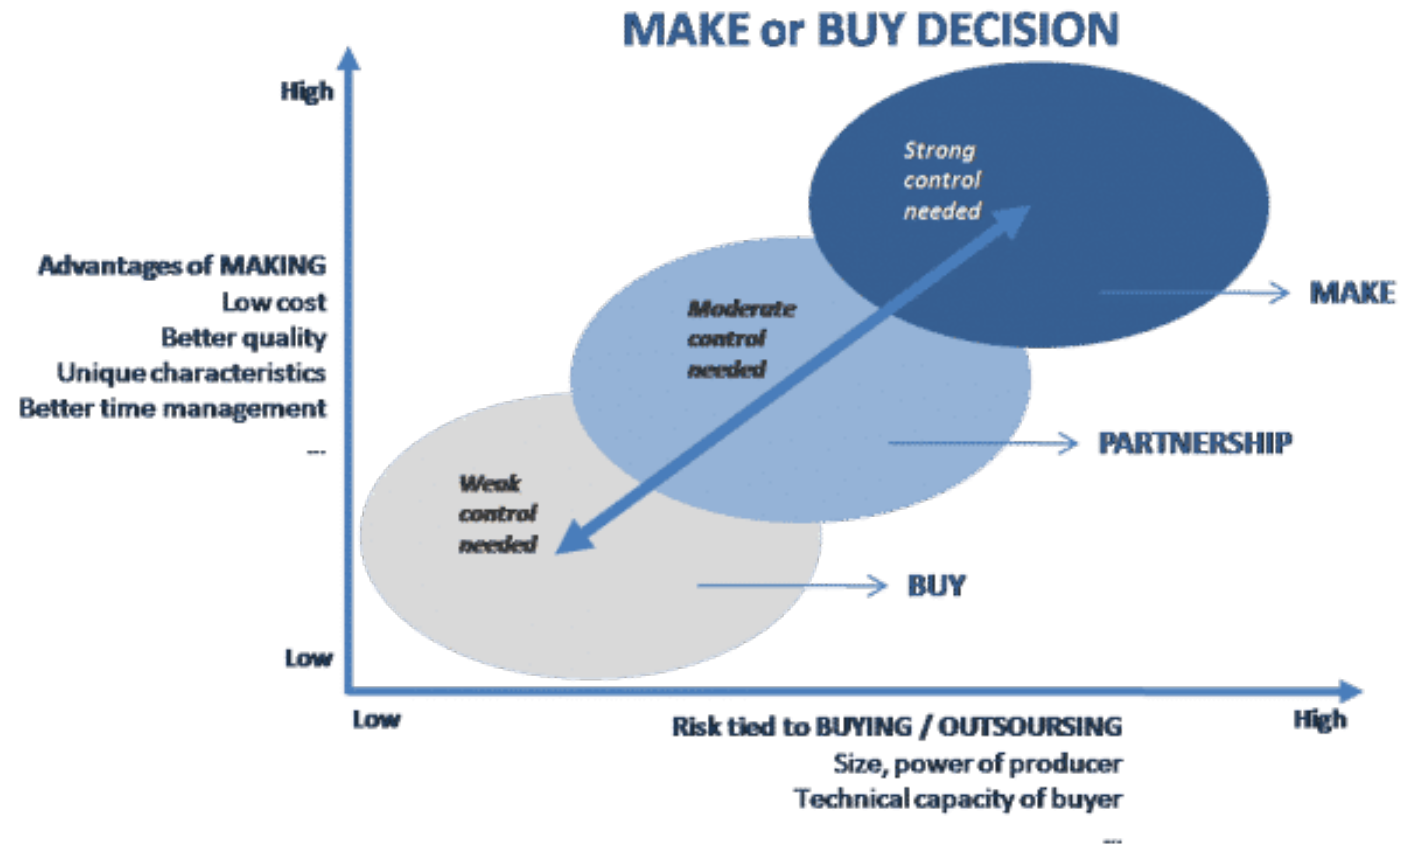 MAKE or BUY DECISION
High
Strong
control
needed
Advantages of MAKING
Low cost
Better quality
Unique characteristics
Better time management
...
MAKE
Moderate
control
needed
PARTNERSHIP
Weak
control
needed
BUY
Low
Low
High
Risk tied to BUYING / OUTSOURSING
Size, power of producer
Technical capacity of buyer
...